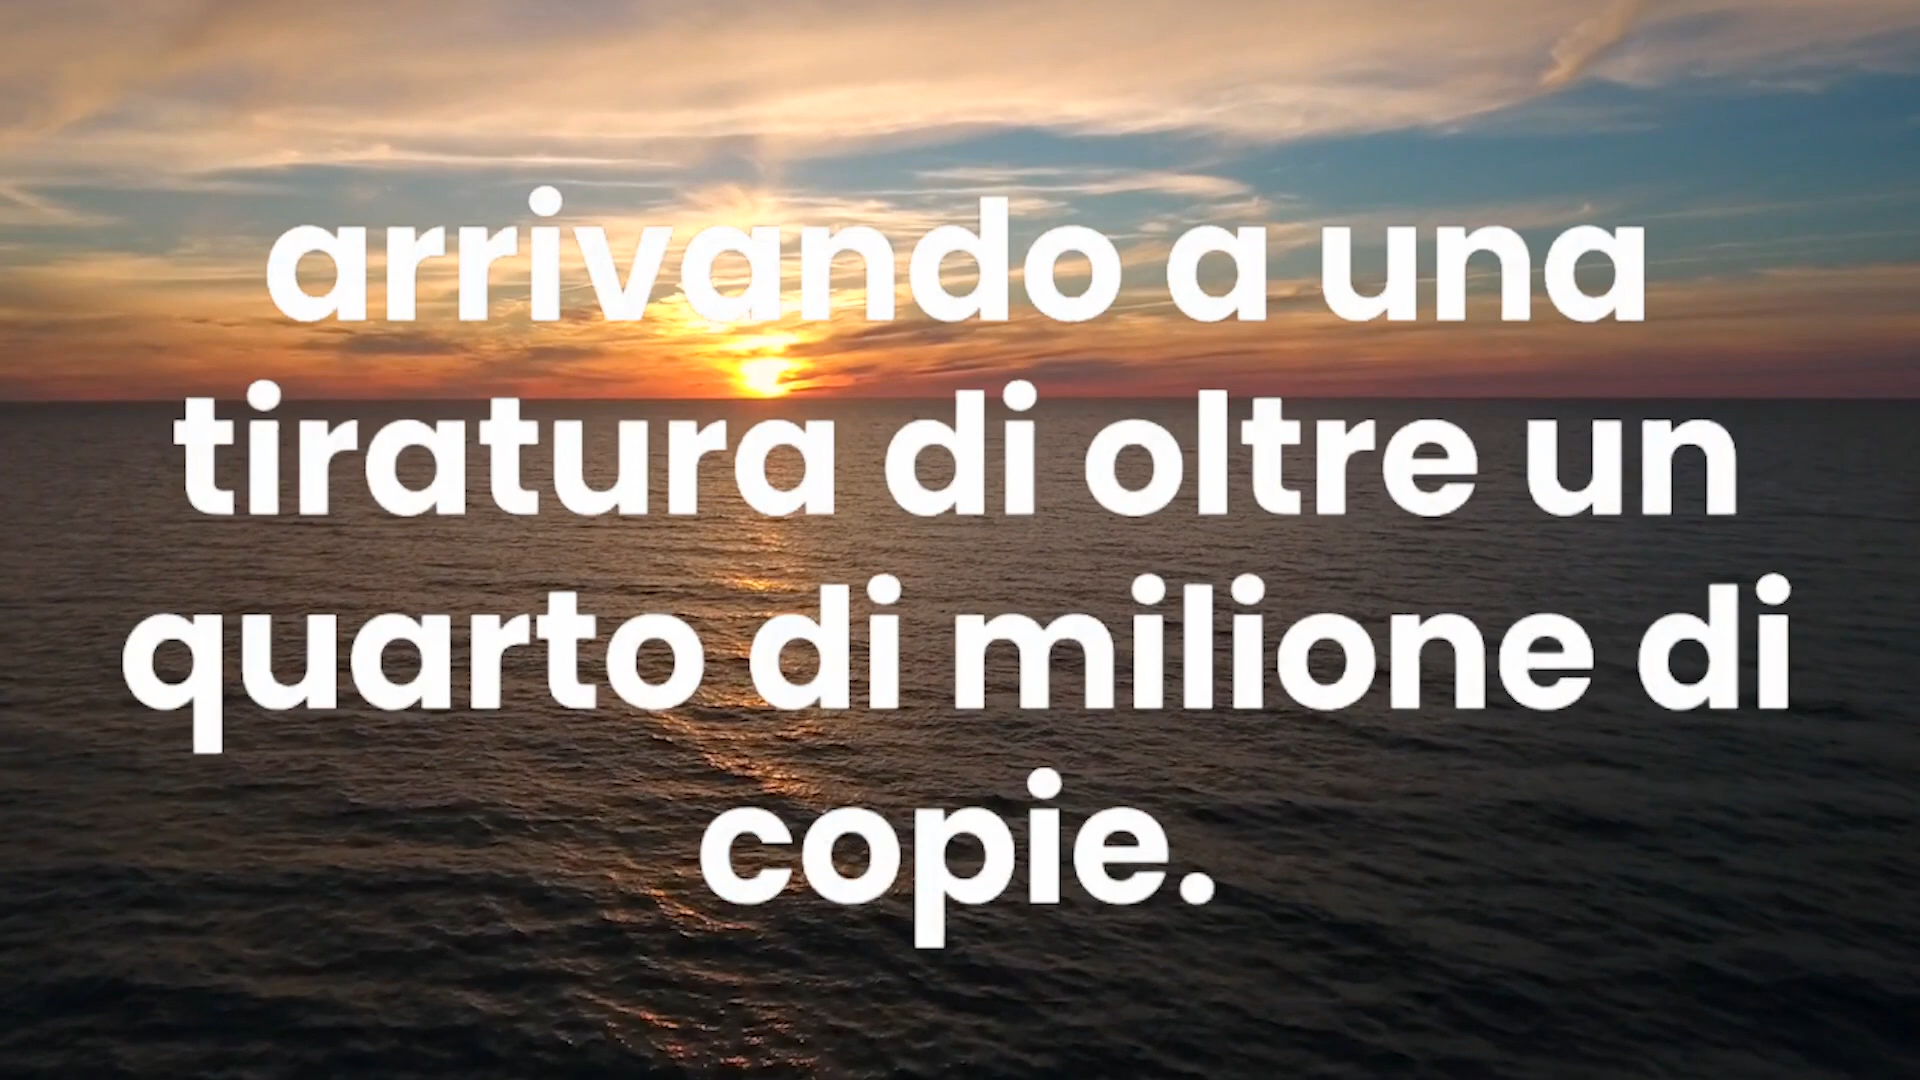 arrivando a una
tiratura di oltre un
quarto di milione di
copie.